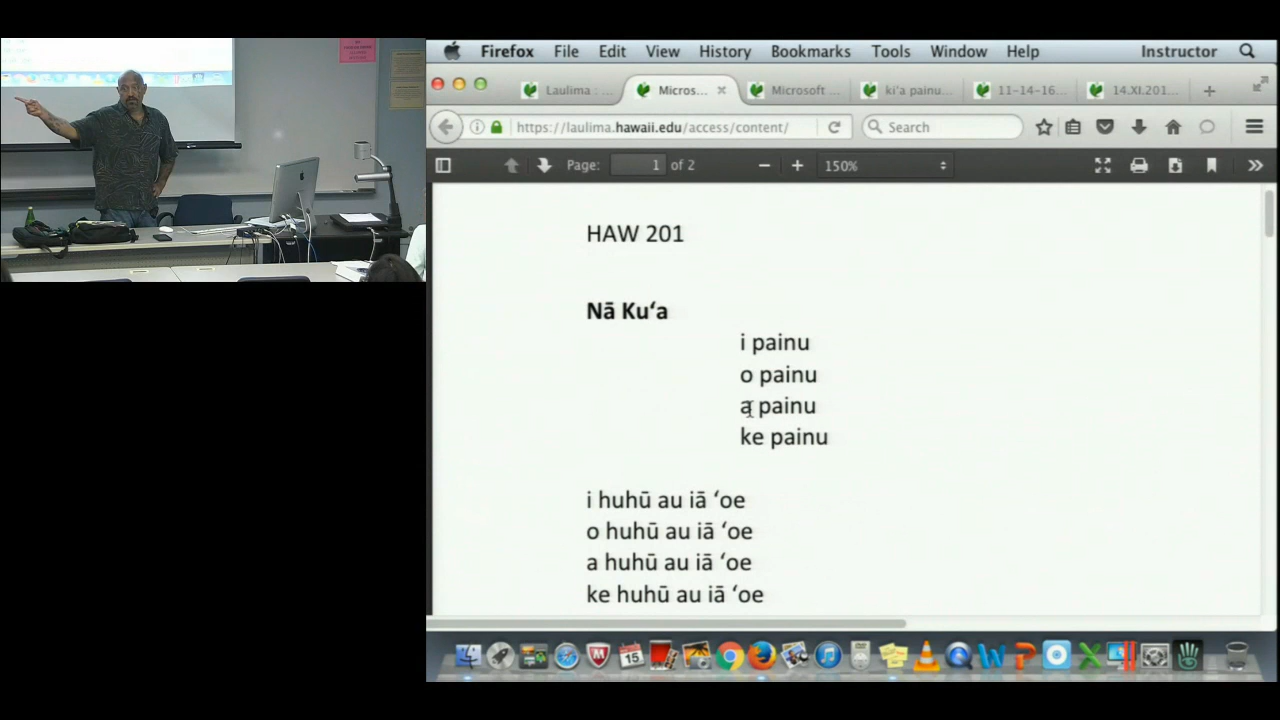 Firefox File Edit View History Bookmarks Tools Window Help Instructor
Laulima : ... Micros... Microsoft ... ki'a painu... 11-14-16... 14.XI.201...
https://laulima.hawaii.edu/access/content/ Search
Page: 1 of 2 150%
HAW 201
Nā Kuʻa
i painu
o painu
a painu
ke painu
i huhū au iā ʻoe
o huhū au iā ʻoe
a huhū au iā ʻoe
ke huhū au iā ʻoe
15